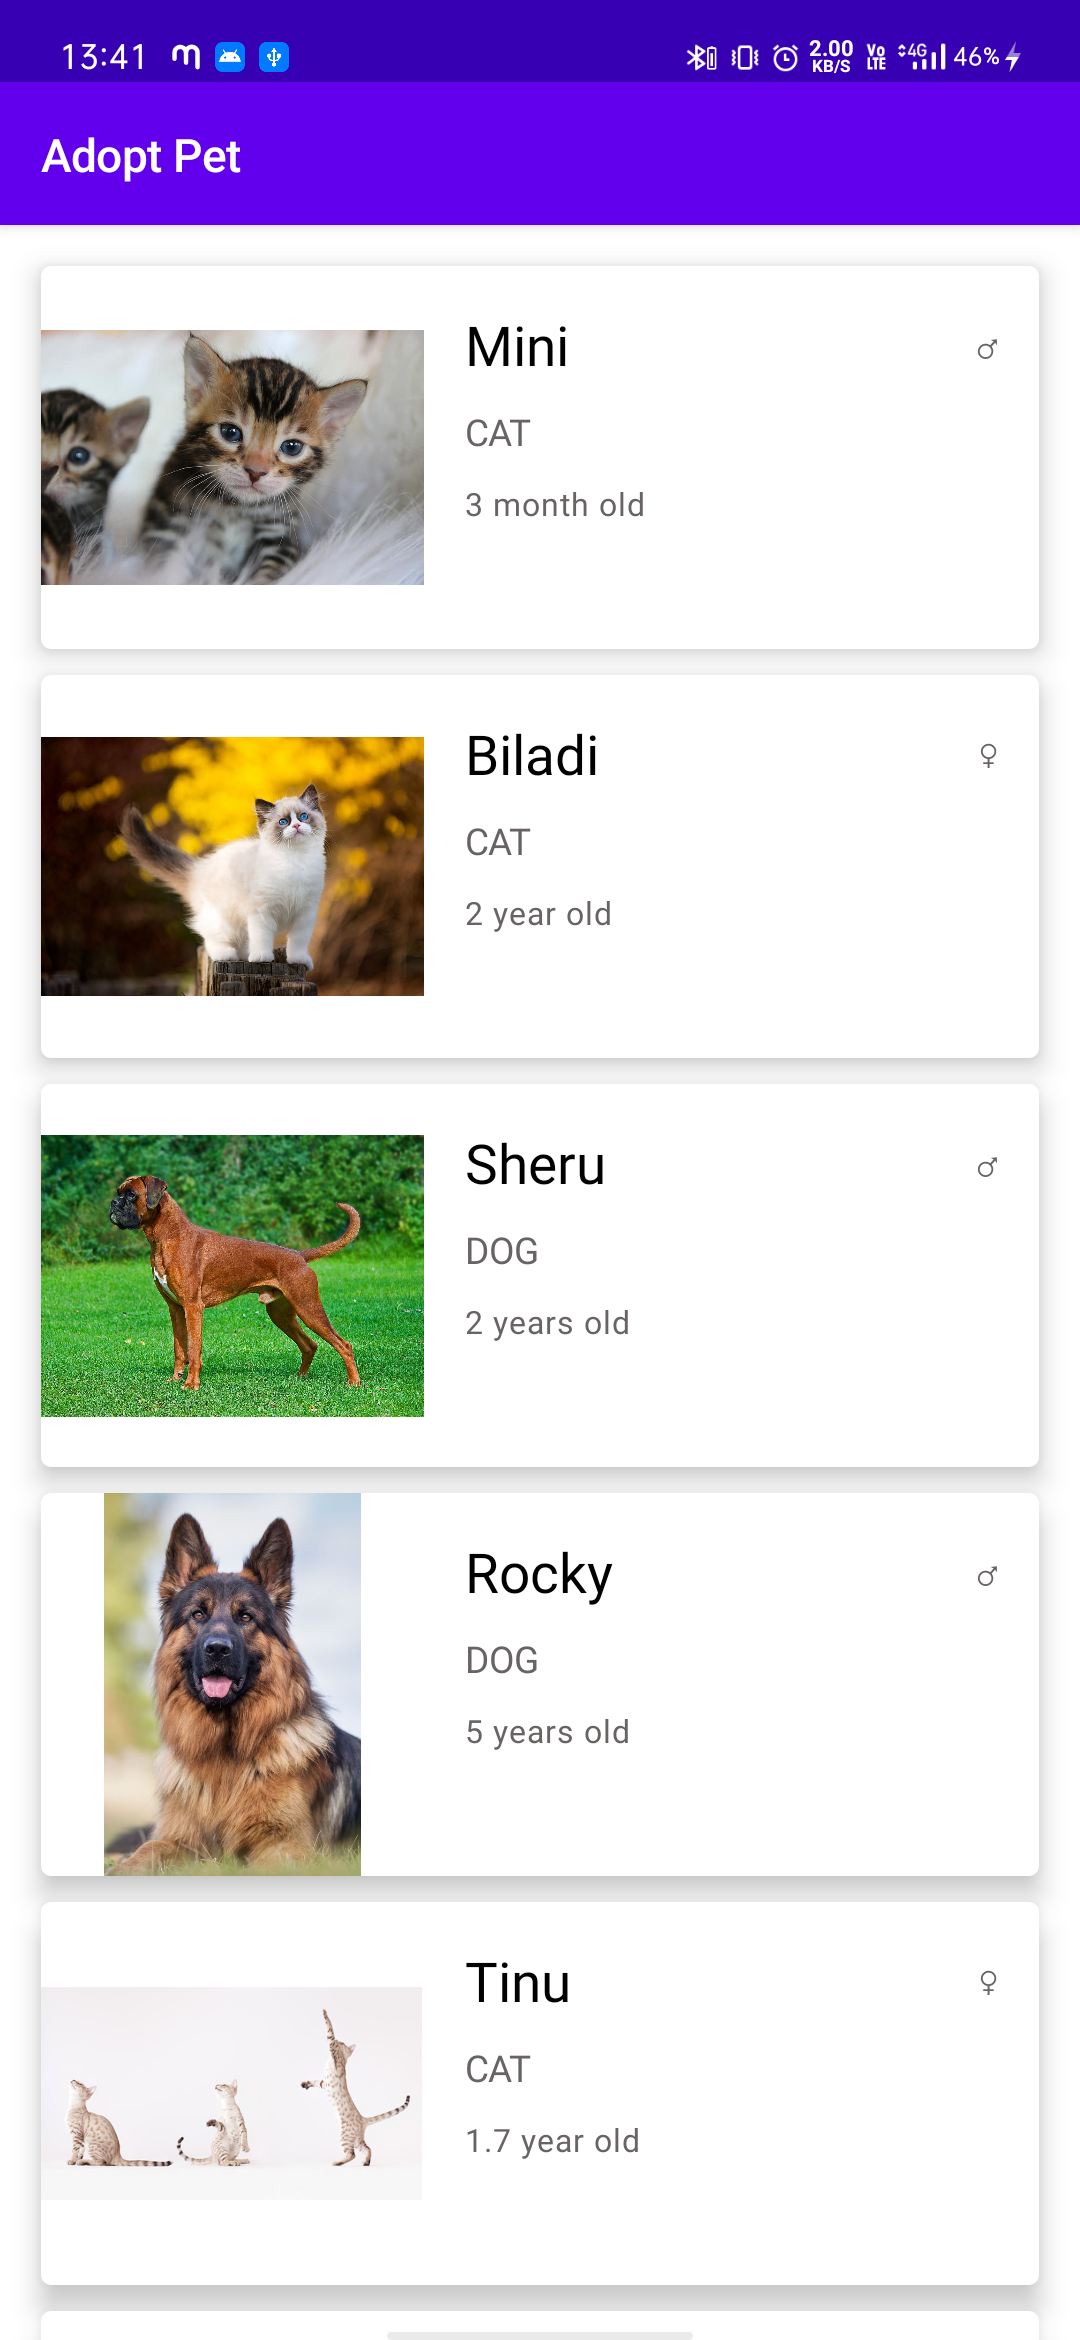 13:41 2.00 KB/S Vo LTE 4G 46%
Adopt Pet
Mini ♂
CAT
3 month old
Biladi ♀
CAT
2 year old
Sheru ♂
DOG
2 years old
Rocky ♂
DOG
5 years old
Tinu ♀
CAT
1.7 year old